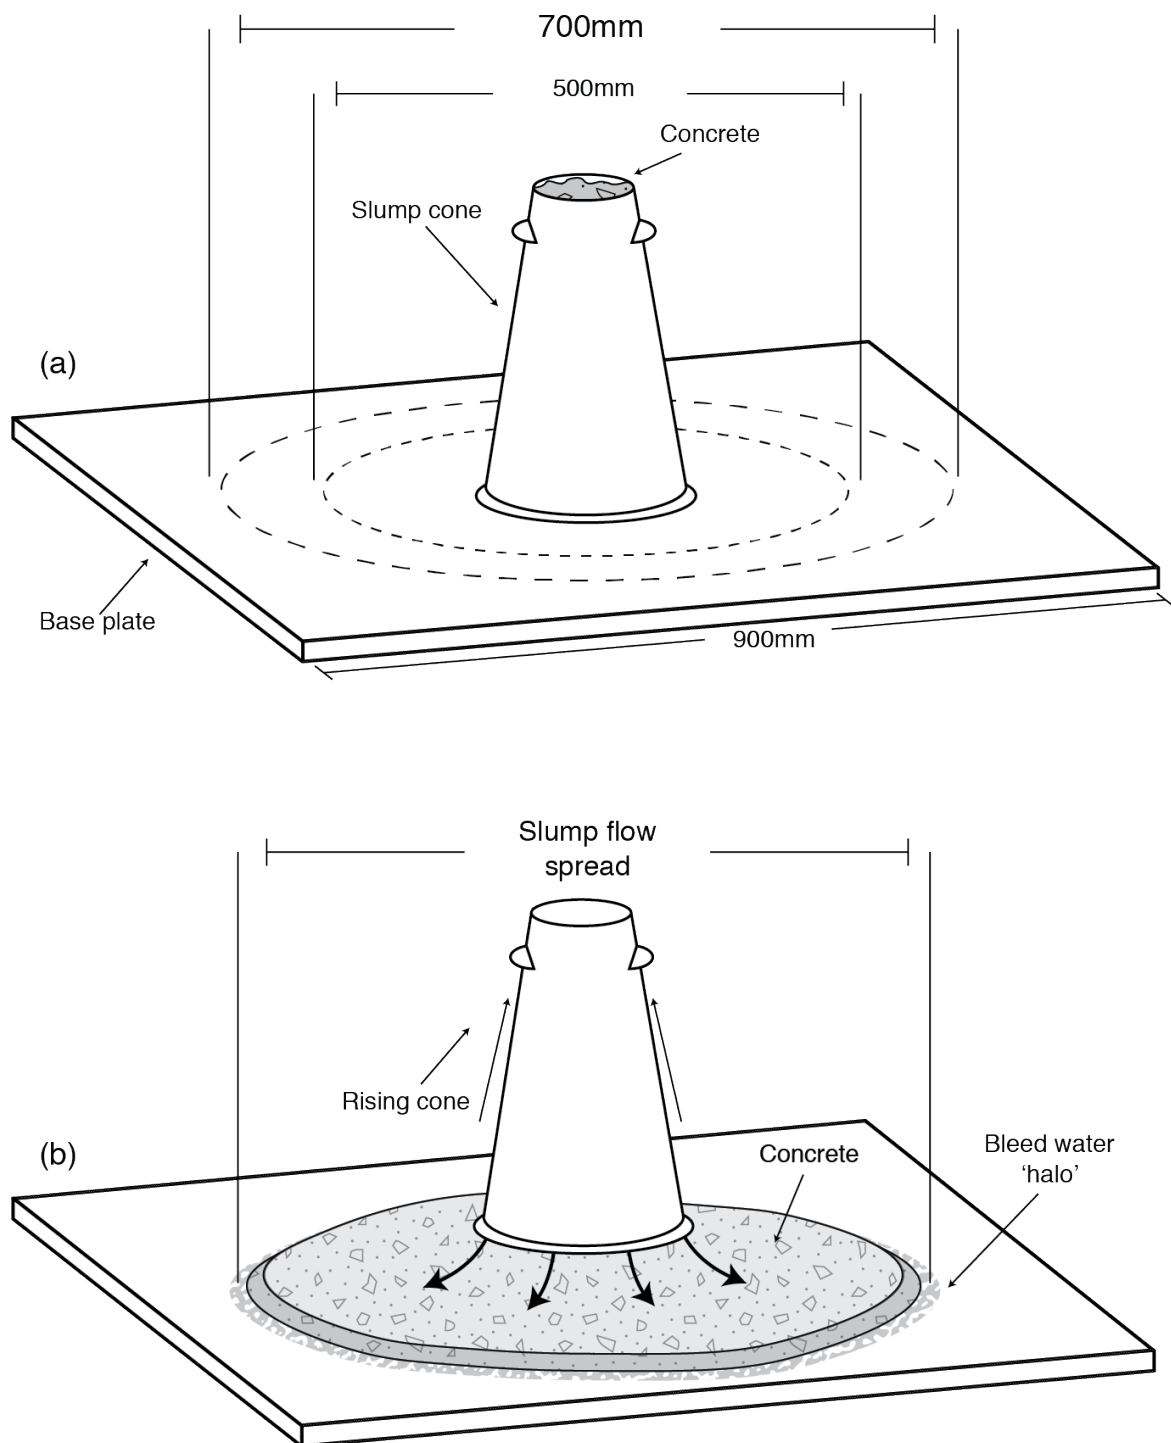 700mm
500mm
Concrete
Slump cone
(a)
Base plate
900mm
Slump flow
spread
Rising cone
(b)
Concrete
Bleed water
‘halo’